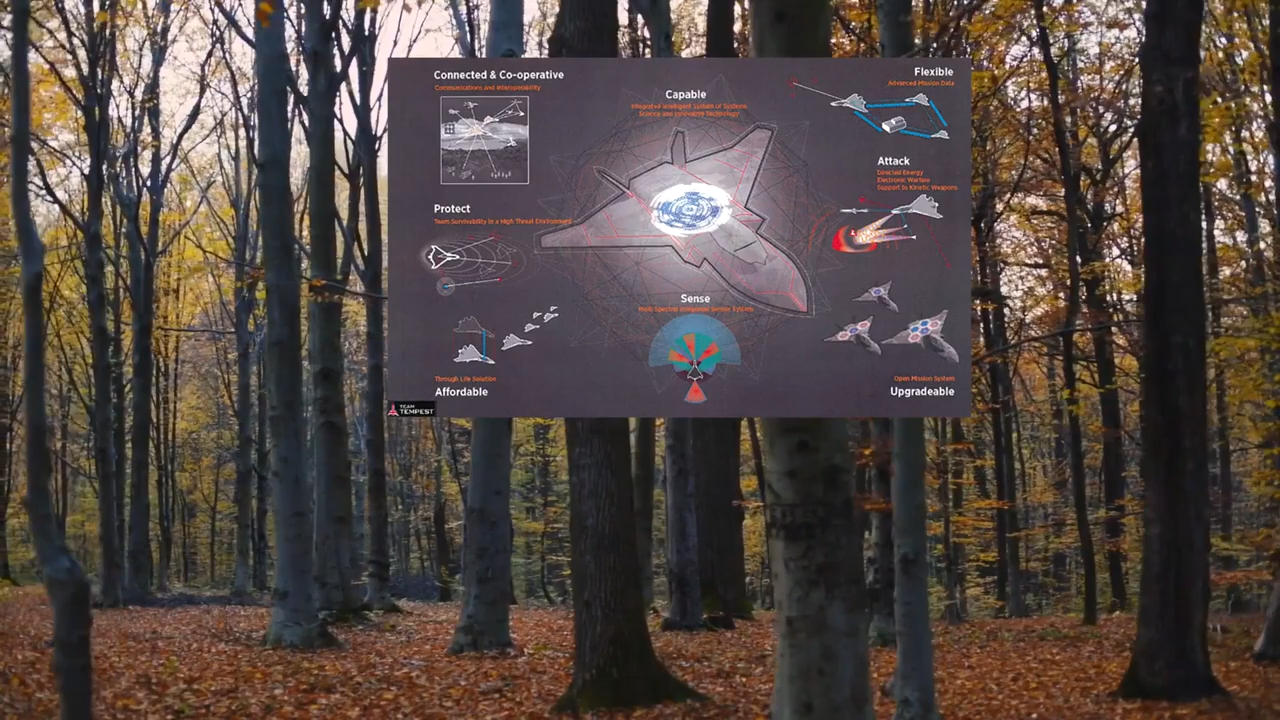 Connected & Co-operative
Communications and Interoperability
Capable
Integrated Intelligent System of Systems
Science and Innovative Technology
Flexible
Advanced Mission Data
Attack
Directed Energy
Electronic Warfare
Support to Kinetic Weapons
Protect
Team Survivability in a High Threat Environment
Sense
Multi-Spectral Integrated Sensor System
Through Life Solution
Affordable
Open Mission System
Upgradeable
TEAM
TEMPEST